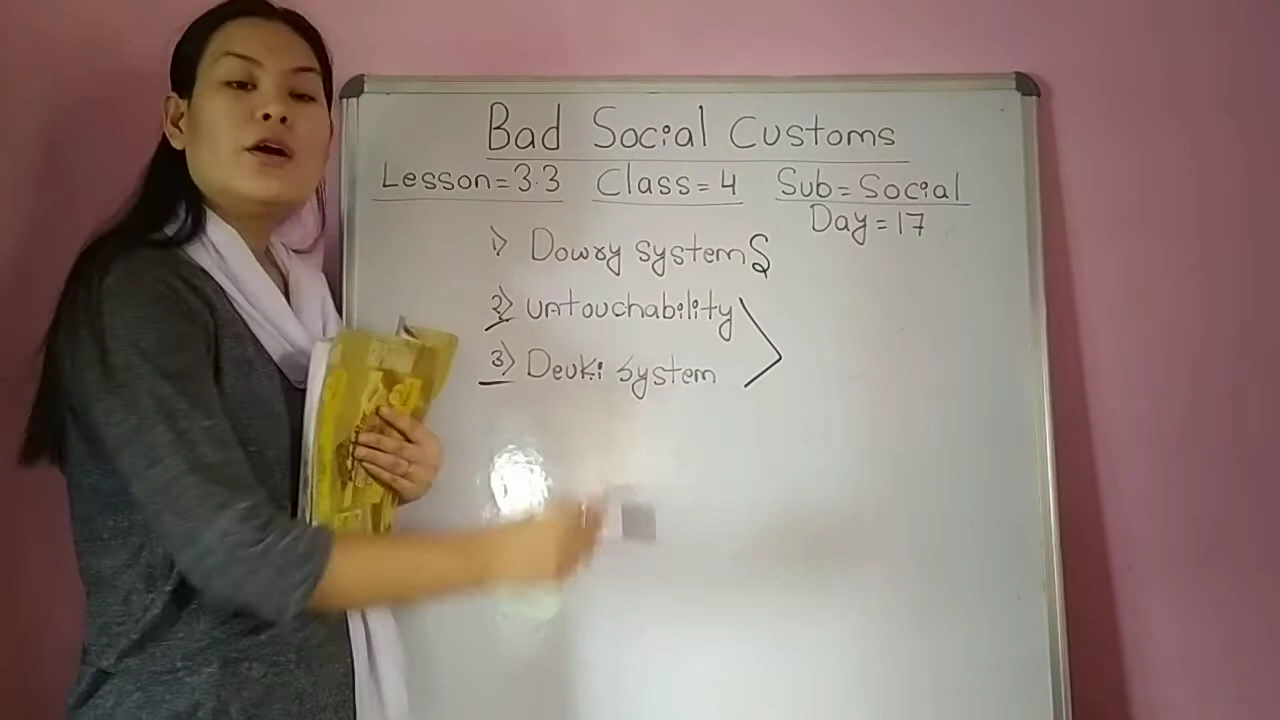 Bad Social Customs
Lesson=3.3 Class=4 Sub=Social
Day=17
1) Dowry system
2) Untouchability
3) Deuki System